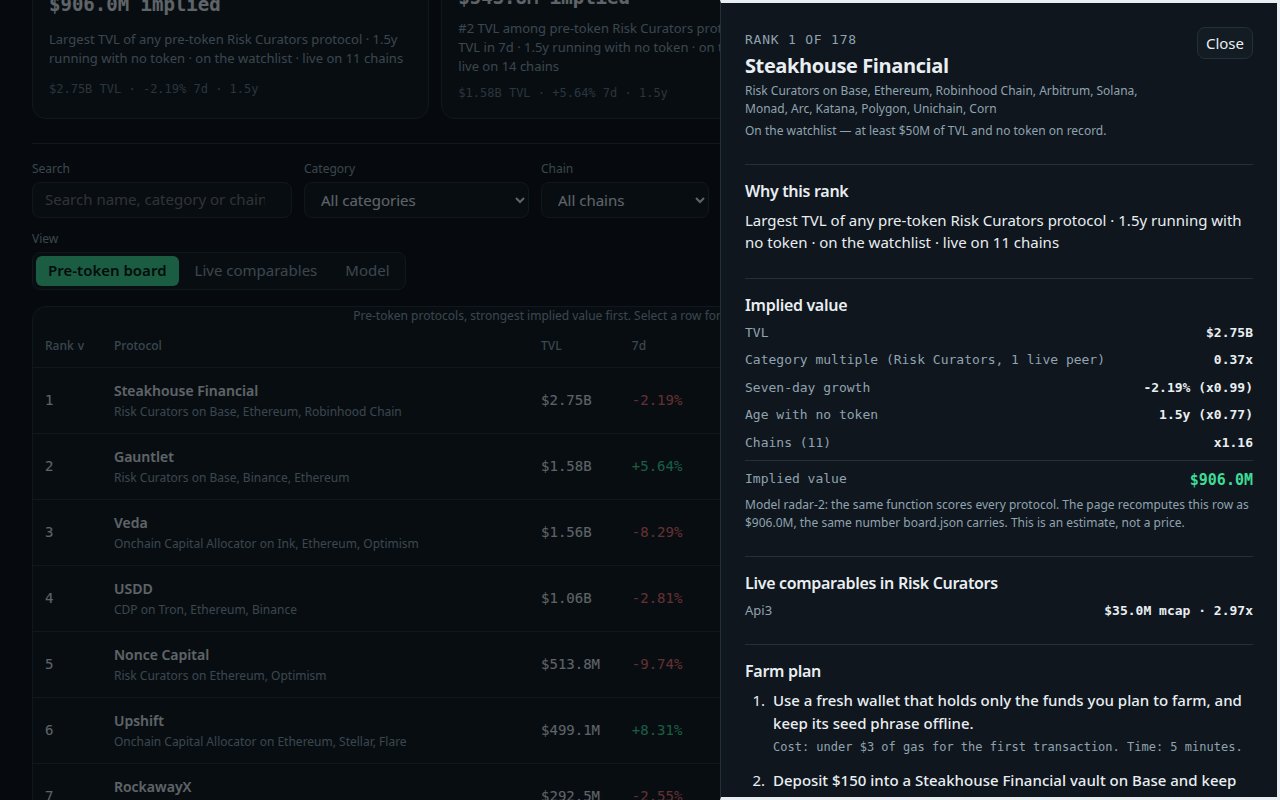 $906.0M implied
Largest TVL of any pre-token Risk Curators protocol · 1.5y
running with no token · on the watchlist · live on 11 chains
$2.75B TVL · -2.19% 7d · 1.5y
#2 TVL among pre-token Risk Curators prot
TVL in 7d · 1.5y running with no token · on t
live on 14 chains
$1.58B TVL · +5.64% 7d · 1.5y
Search
Category
Chain
Search name, category or chain
All categories
All chains
View
Pre-token board
Live comparables
Model
Pre-token protocols, strongest implied value first. Select a row for
Rank v
Protocol
TVL
7d
1
Steakhouse Financial
Risk Curators on Base, Ethereum, Robinhood Chain
$2.75B
-2.19%
2
Gauntlet
Risk Curators on Base, Binance, Ethereum
$1.58B
+5.64%
3
Veda
Onchain Capital Allocator on Ink, Ethereum, Optimism
$1.56B
-8.29%
4
USDD
CDP on Tron, Ethereum, Binance
$1.06B
-2.81%
5
Nonce Capital
Risk Curators on Ethereum, Optimism
$513.8M
-9.74%
6
Upshift
Onchain Capital Allocator on Ethereum, Stellar, Flare
$499.1M
+8.31%
7
RockawayX
$292.5M
-2.55%
RANK 1 OF 178
Close
Steakhouse Financial
Risk Curators on Base, Ethereum, Robinhood Chain, Arbitrum, Solana,
Monad, Arc, Katana, Polygon, Unichain, Corn
On the watchlist — at least $50M of TVL and no token on record.
Why this rank
Largest TVL of any pre-token Risk Curators protocol · 1.5y running with
no token · on the watchlist · live on 11 chains
Implied value
TVL
$2.75B
Category multiple (Risk Curators, 1 live peer)
0.37x
Seven-day growth
-2.19% (x0.99)
Age with no token
1.5y (x0.77)
Chains (11)
x1.16
Implied value
$906.0M
Model radar-2: the same function scores every protocol. The page recomputes this row as
$906.0M, the same number board.json carries. This is an estimate, not a price.
Live comparables in Risk Curators
Api3
$35.0M mcap · 2.97x
Farm plan
1. Use a fresh wallet that holds only the funds you plan to farm, and
keep its seed phrase offline.
Cost: under $3 of gas for the first transaction. Time: 5 minutes.
2. Deposit $150 into a Steakhouse Financial vault on Base and keep